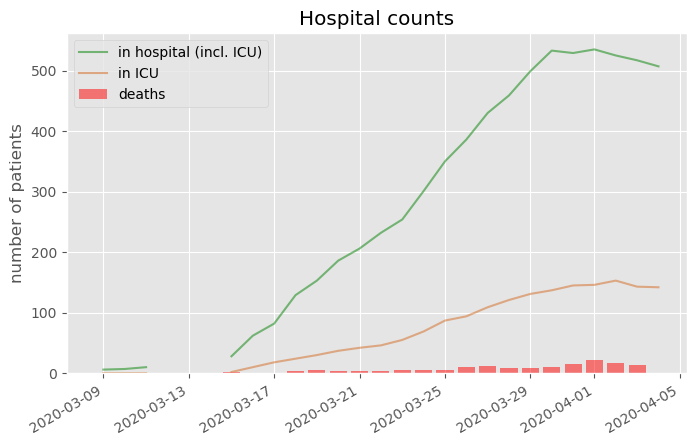 Hospital counts
in hospital (incl. ICU)
in ICU
deaths
number of patients
500
400
300
200
100
0
2020-03-09
2020-03-13
2020-03-17
2020-03-21
2020-03-25
2020-03-29
2020-04-01
2020-04-05